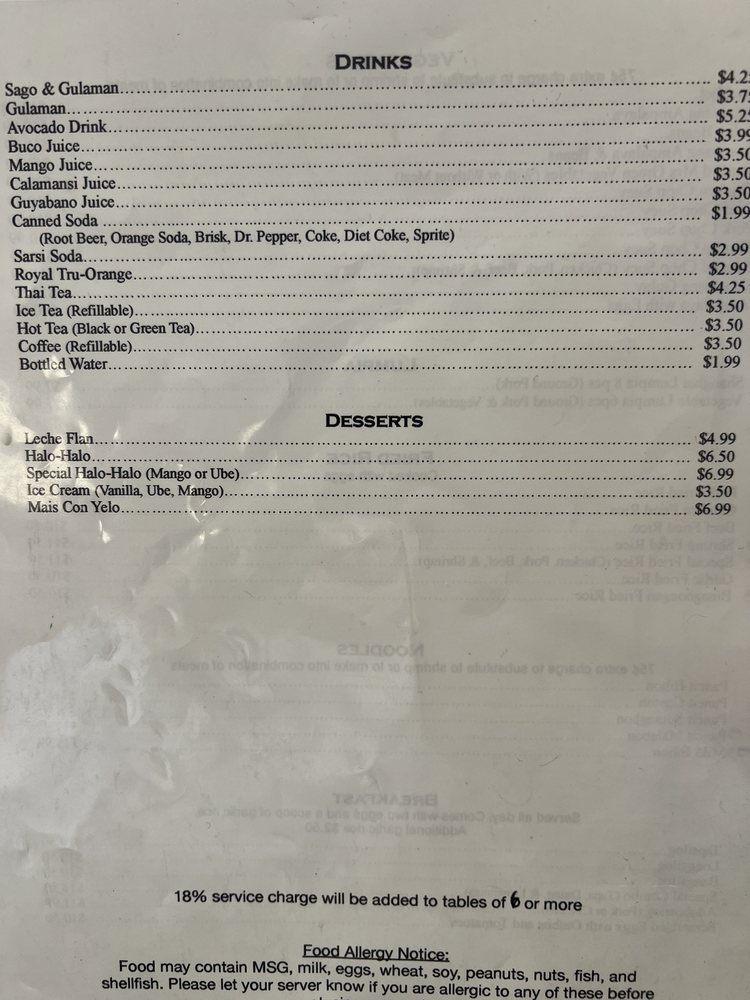 DRINKS
Sago & Gulaman $4.2
Gulaman $3.7
Avocado Drink $5.25
Buco Juice $3.99
Mango Juice $3.50
Calamansi Juice $3.50
Guyabano Juice $3.50
Canned Soda $1.99
(Root Beer, Orange Soda, Brisk, Dr. Pepper, Coke, Diet Coke, Sprite)
Sarsi Soda $2.99
Royal Tru-Orange $2.99
Thai Tea $4.25
Ice Tea (Refillable) $3.50
Hot Tea (Black or Green Tea) $3.50
Coffee (Refillable) $3.50
Bottled Water $1.99
DESSERTS
Leche Flan $4.99
Halo-Halo $6.50
Special Halo-Halo (Mango or Ube) $6.99
Ice Cream (Vanilla, Ube, Mango) $3.50
Mais Con Yelo $6.99
18% service charge will be added to tables of 6 or more
Food Allergy Notice:
Food may contain MSG, milk, eggs, wheat, soy, peanuts, nuts, fish, and
shellfish. Please let your server know if you are allergic to any of these before